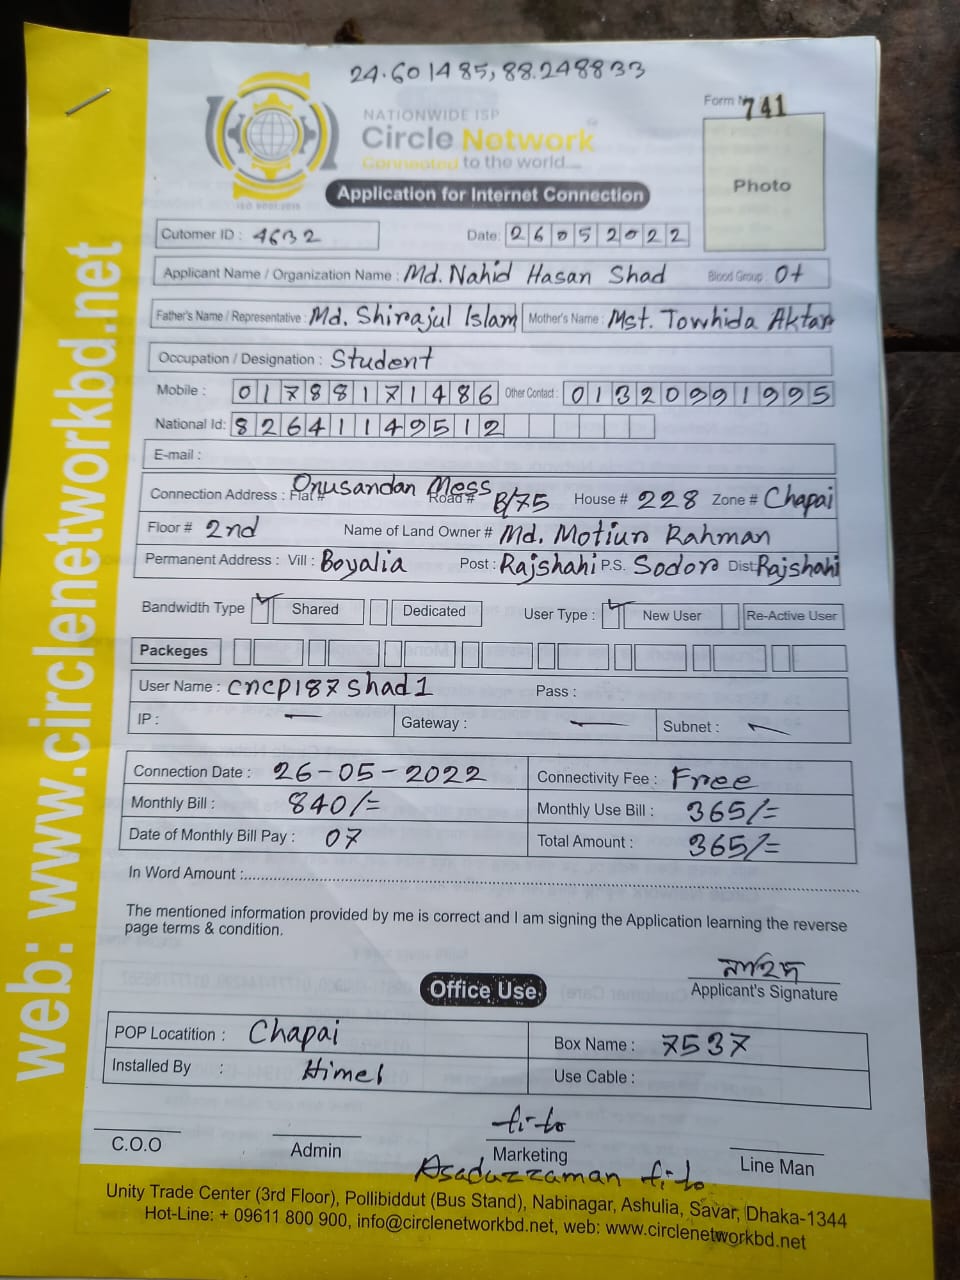 24.601485, 88.248833
NATIONWIDE ISP
Circle Network
Connected to the world....
ISO 9001:2015
Form No 741
Photo
Application for Internet Connection
Cutomer ID : 4632 Date: 26052022
Applicant Name / Organization Name : Md. Nahid Hasan Shad Blood Group : O+
Father's Name / Representative : Md. Shirajul Islam Mother's Name : Mst. Towhida Aktar
Occupation / Designation : Student
Mobile : 01788171486 Other Contact : 01320991995
National Id: 82641149512
E-mail :
Connection Address : Flat # Onusandan Mess Road # B/75 House # 228 Zone # Chapai
Floor # 2nd Name of Land Owner # Md. Motiur Rahman
Permanent Address : Vill : Boyalia Post : Rajshahi P.S. Sodor Dist: Rajshahi
Bandwidth Type Shared Dedicated User Type : New User Re-Active User
Packeges
User Name : cncp187shad1 Pass :
IP : — Gateway : — Subnet : —
Connection Date : 26-05-2022 Connectivity Fee : Free
Monthly Bill : 840/= Monthly Use Bill : 365/=
Date of Monthly Bill Pay : 07 Total Amount : 365/=
In Word Amount :
The mentioned information provided by me is correct and I am signing the Application learning the reverse
page terms & condition.
নাহিদ
Applicant's Signature
Office Use
POP Locatition : Chapai Box Name : 7537
Installed By : Himel Use Cable :
C.O.O Admin Marketing Line Man
Asaduzzaman
Unity Trade Center (3rd Floor), Pollibiddut (Bus Stand), Nabinagar, Ashulia, Savar, Dhaka-1344
Hot-Line: + 09611 800 900, info@circlenetworkbd.net, web: www.circlenetworkbd.net
web: www.circlenetworkbd.net